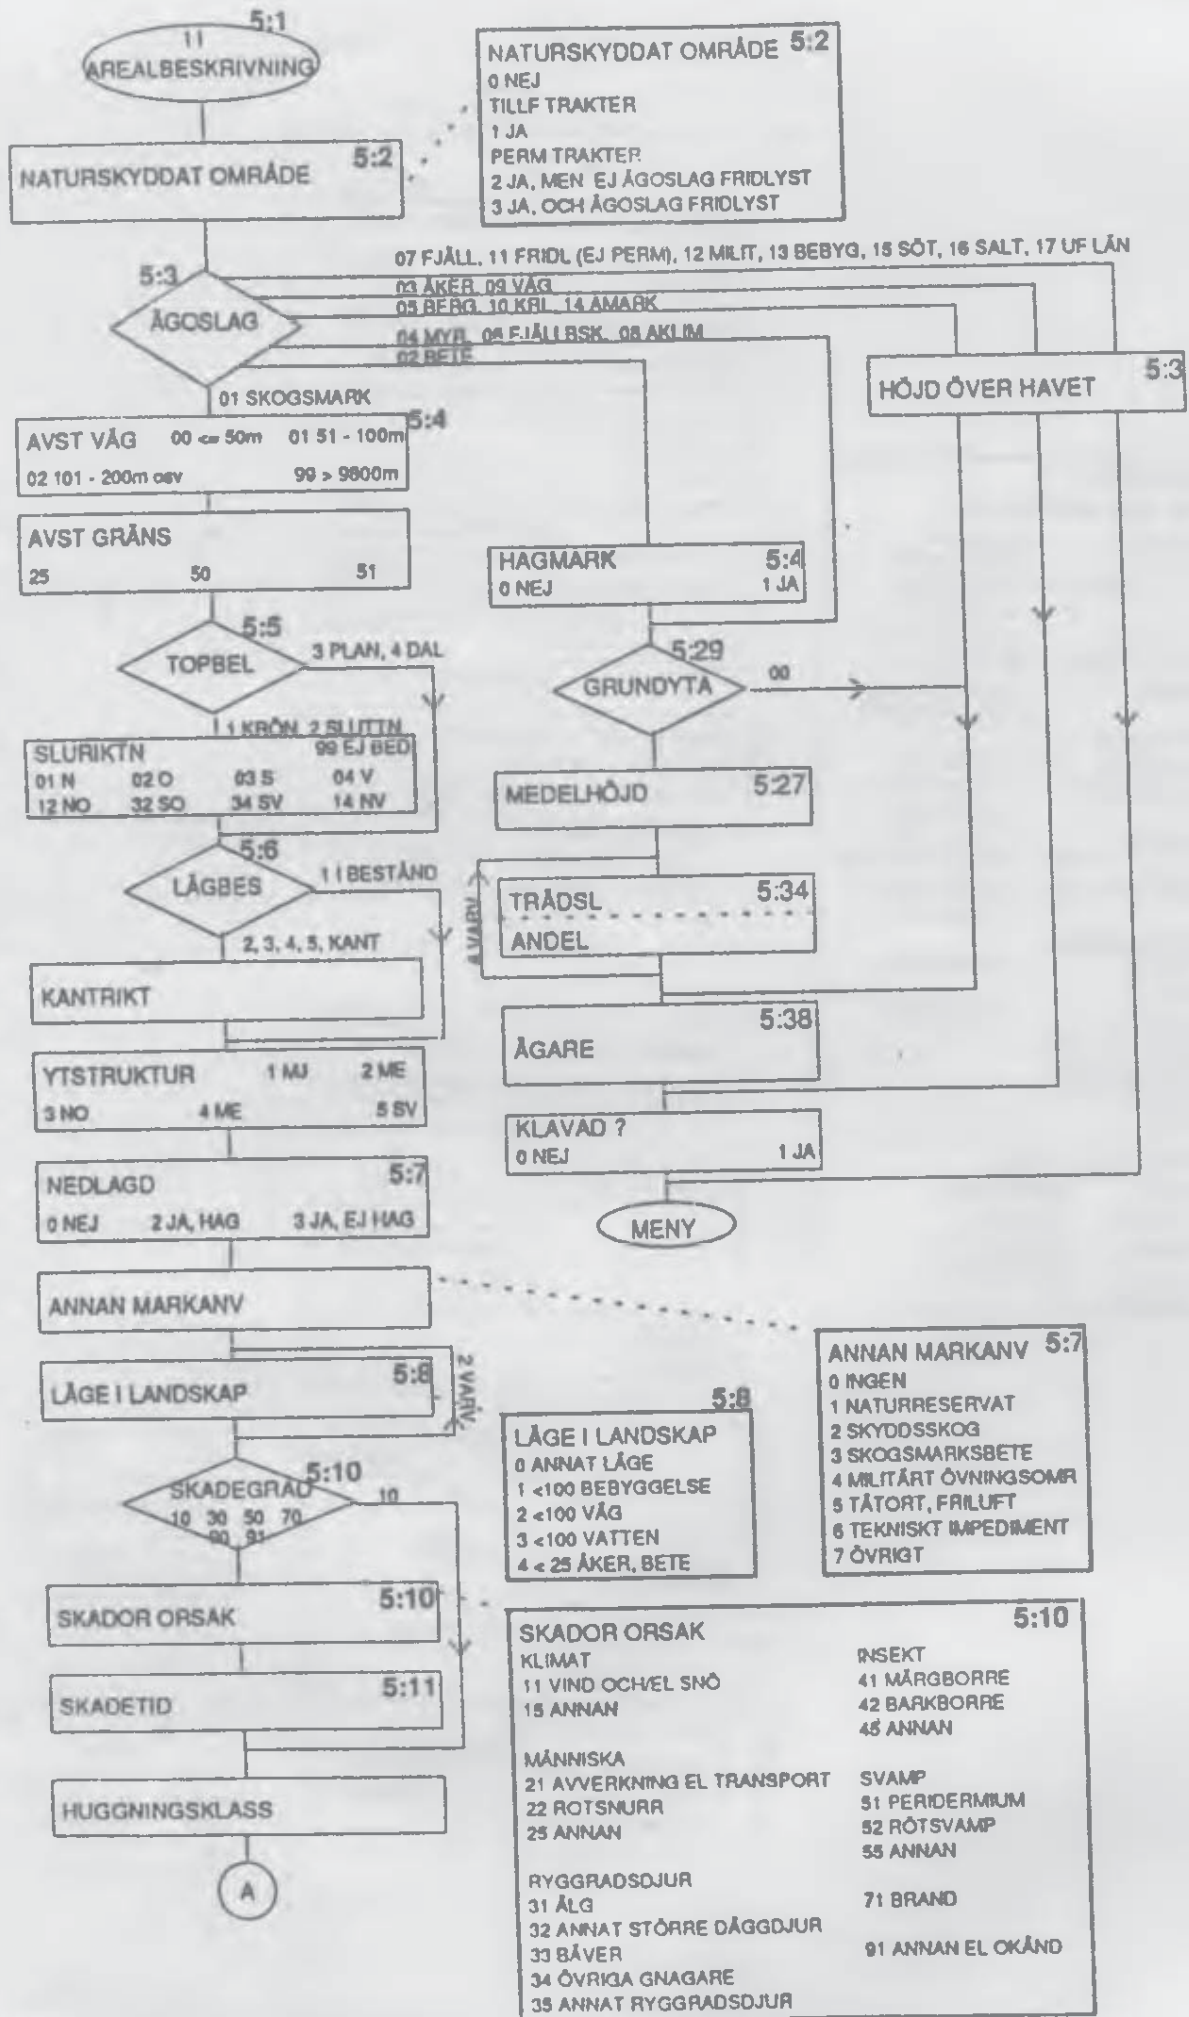 5:1
11
AREALBESKRIVNING
NATURSKYDDAT OMRÅDE 5:2
0 NEJ
TILLF TRAKTER
1 JA
PERM TRAKTER
2 JA, MEN EJ ÄGOSLAG FRIDLYST
3 JA, OCH ÄGOSLAG FRIDLYST
5:2
NATURSKYDDAT OMRÅDE
5:3
ÄGOSLAG
07 FJÄLL, 11 FRIDL (EJ PERM), 12 MILIT, 13 BEBYG, 15 SÖT, 16 SALT, 17 UF LÄN
03 ÅKER, 09 VÄG
05 BERG, 10 KRL, 14 AMARK
04 MYR, 06 FJÄLLBSK, 08 AKLIM
02 BETE
01 SKOGSMARK
HÖJD ÖVER HAVET 5:3
5:4
AVST VÄG 00 <= 50m 01 51 - 100m
02 101 - 200m osv 99 > 9800m
AVST GRÄNS
25 50 51
HAGMARK 5:4
0 NEJ 1 JA
5:5
TOPBEL
3 PLAN, 4 DAL
1 KRÖN, 2 SLUTTN
5:29
GRUNDYTA
00
SLURIKTN 99 EJ BED
01 N 02 O 03 S 04 V
12 NO 32 SO 34 SV 14 NV
MEDELHÖJD 5:27
5:6
LÄGBES
1 I BESTÅND
2, 3, 4, 5, KANT
VARV
TRÄDSL 5:34
ANDEL
KANTRIKT
5:38
ÄGARE
YTSTRUKTUR 1 MJ 2 ME
3 NO 4 ME 5 SV
KLAVAD ?
0 NEJ 1 JA
MENY
NEDLAGD 5:7
0 NEJ 2 JA, HAG 3 JA, EJ HAG
ANNAN MARKANV
LÄGE I LANDSKAP 5:8
2 VARV
5:8
LÄGE I LANDSKAP
0 ANNAT LÄGE
1 <100 BEBYGGELSE
2 <100 VÄG
3 <100 VATTEN
4 < 25 ÅKER, BETE
ANNAN MARKANV 5:7
0 INGEN
1 NATURRESERVAT
2 SKYDDSSKOG
3 SKOGSMARKSBETE
4 MILITÄRT ÖVNINGSOMR
5 TÄTORT, FRILUFT
6 TEKNISKT IMPEDIMENT
7 ÖVRIGT
5:10
SKADEGRAD
10 30 50 70
90 91
10
SKADOR ORSAK 5:10
SKADETID 5:11
HUGGNINGSKLASS
A
SKADOR ORSAK 5:10
KLIMAT
11 VIND OCH/EL SNÖ
15 ANNAN
MÄNNISKA
21 AVVERKNING EL TRANSPORT
22 ROTSNURR
25 ANNAN
RYGGRADSDJUR
31 ÄLG
32 ANNAT STÖRRE DÄGGDJUR
33 BÄVER
34 ÖVRIGA GNAGARE
35 ANNAT RYGGRADSDJUR
INSEKT
41 MÄRGBORRE
42 BARKBORRE
45 ANNAN
SVAMP
51 PERIDERMIUM
52 RÖTSVAMP
55 ANNAN
71 BRAND
91 ANNAN EL OKÄND